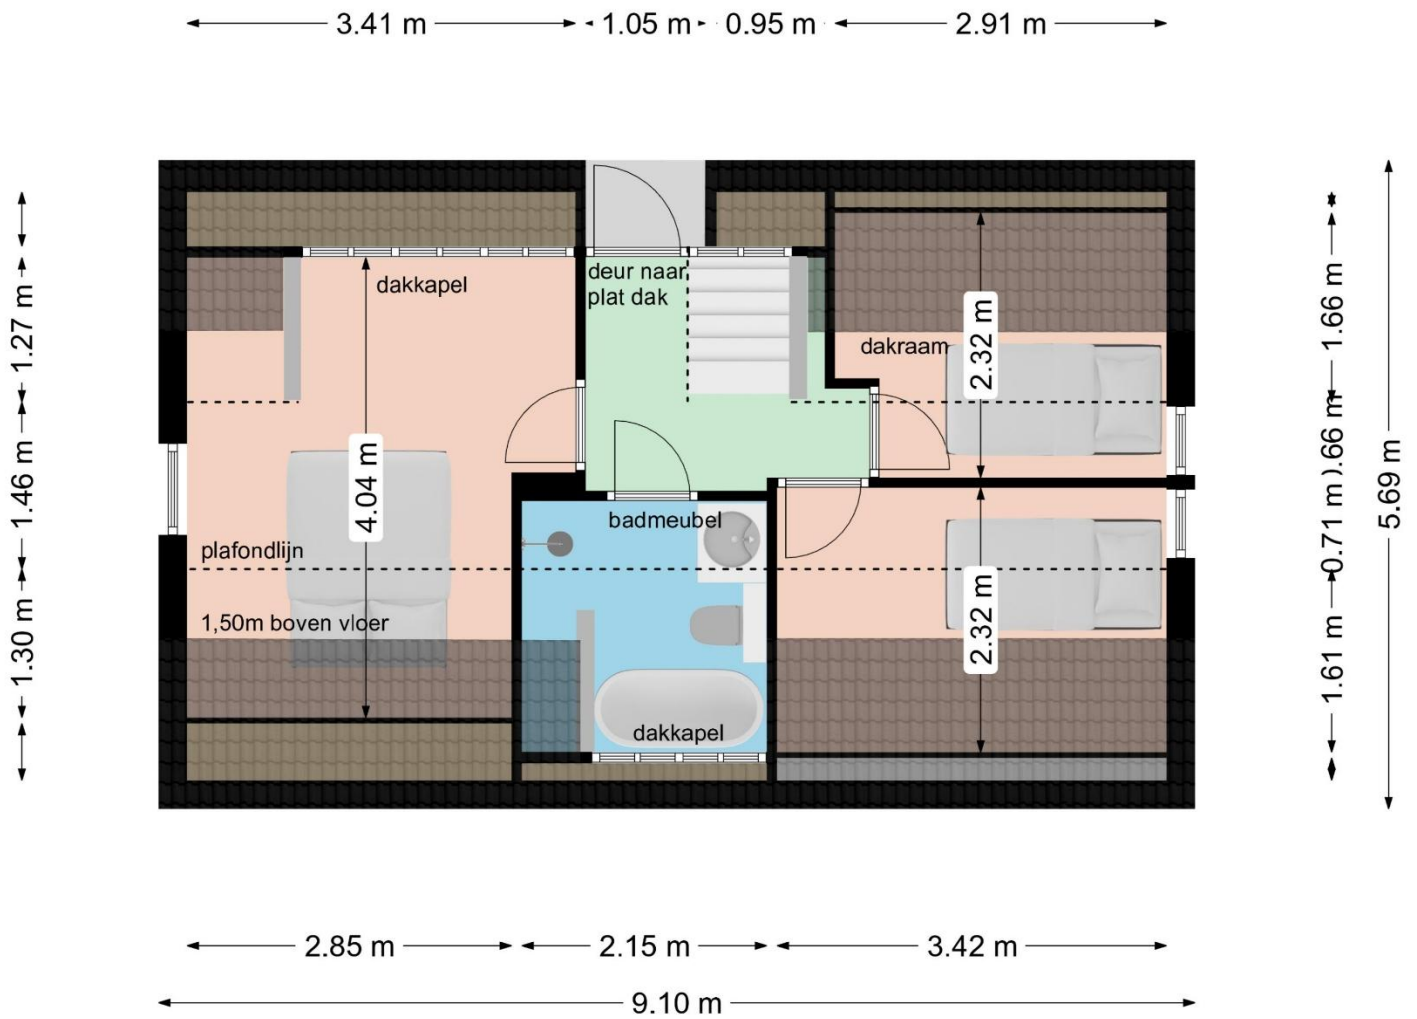 3.41 m
1.05 m
0.95 m
2.91 m
deur naar
plat dak
dakkapel
1.27 m
1.66 m
2.32 m
dakraam
1.46 m
4.04 m
.66 m
5.69 m
badmeubel
0.71 m
plafondlijn
1,50m boven vloer
1.30 m
2.32 m
1.61 m
dakkapel
2.85 m
2.15 m
3.42 m
9.10 m